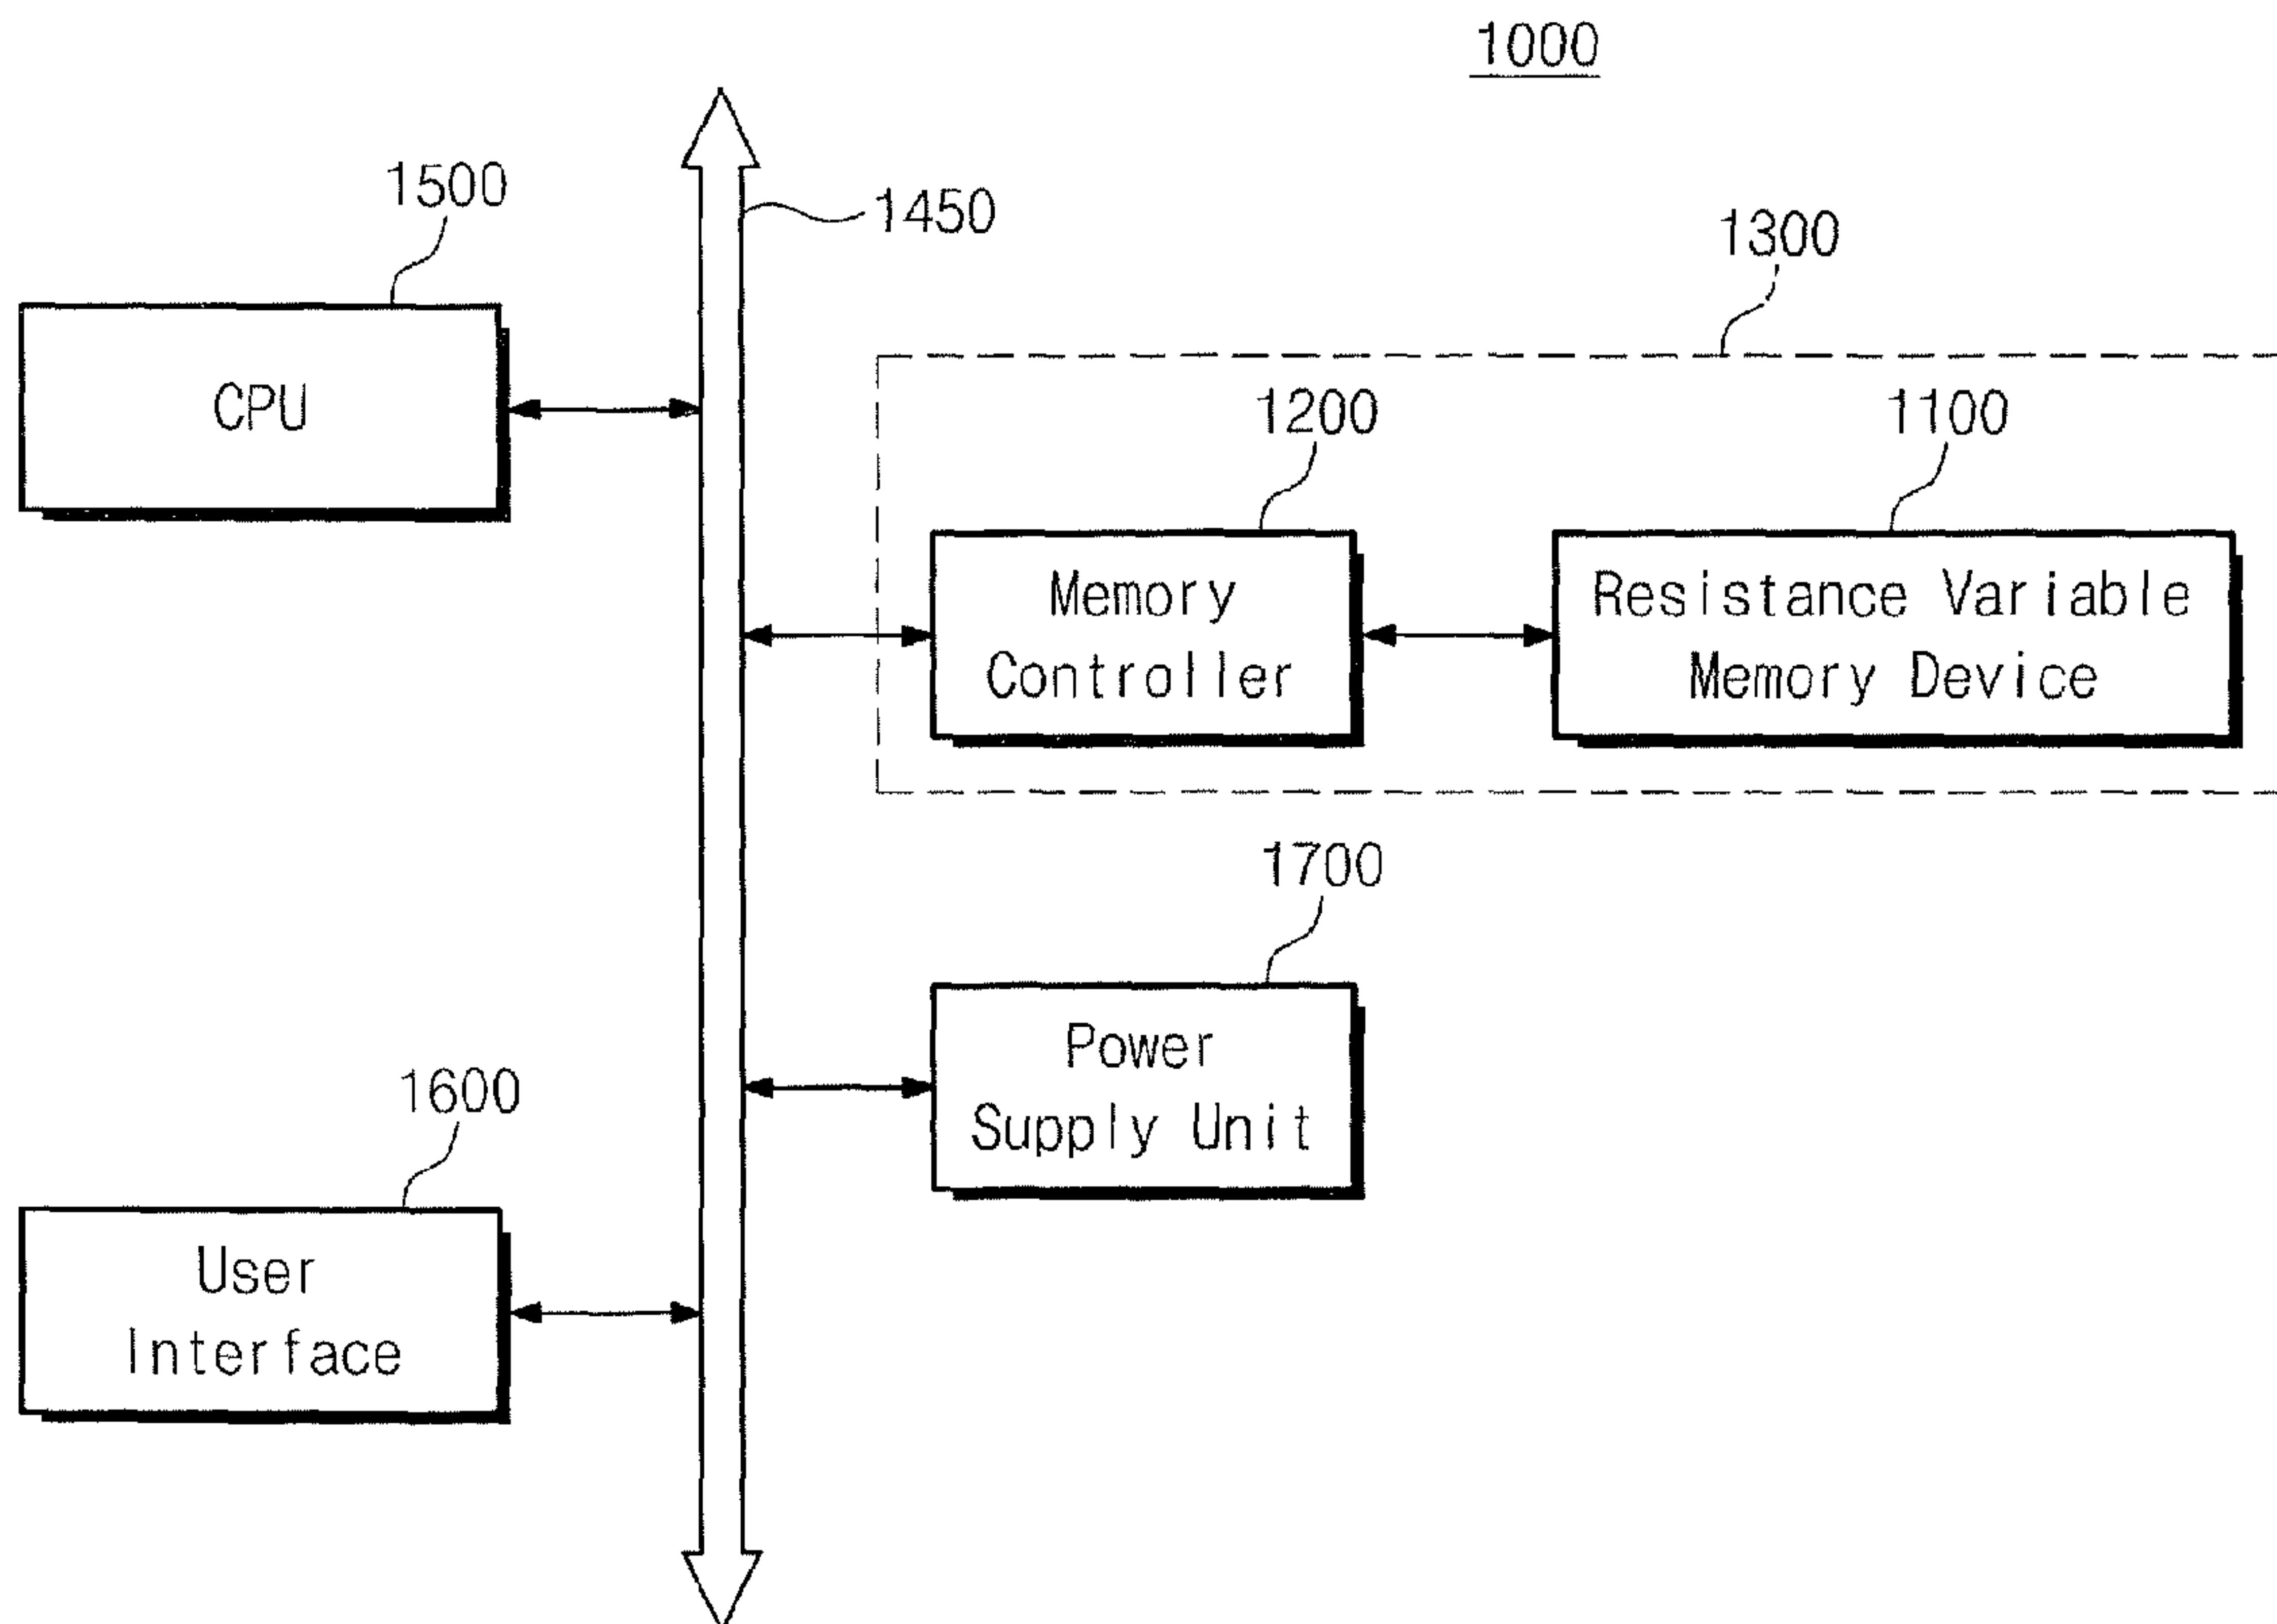 1000
1500
1450
1300
CPU
1200
1100
Memory
Controller
Resistance Variable
Memory Device
1700
Power
Supply Unit
1600
User
Interface